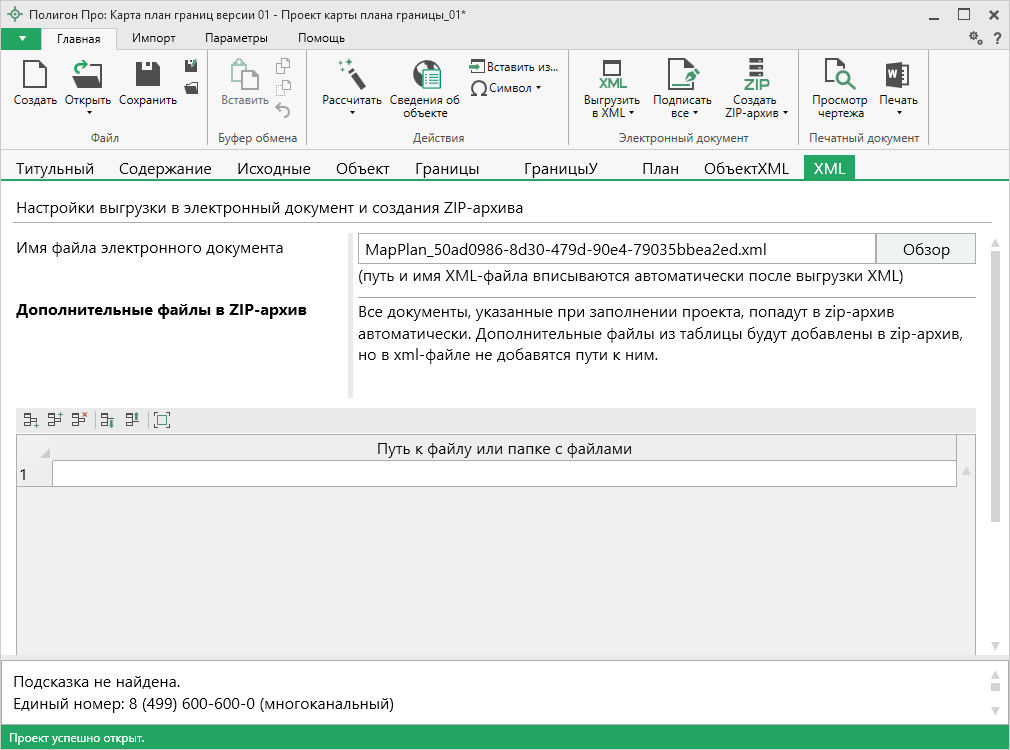 Полигон Про: Карта план границ версии 01 - Проект карты плана границы_01*
Главная Импорт Параметры Помощь ?
Создать Открыть Сохранить Вставить Рассчитать Сведения об объекте Вставить из... Символ XML Выгрузить в XML Подписать все ZIP Создать ZIP-архив Просмотр чертежа W Печать
Файл Буфер обмена Действия Электронный документ Печатный документ
Титульный Содержание Исходные Объект Границы ГраницыУ План ОбъектXML XML
Настройки выгрузки в электронный документ и создания ZIP-архива
Имя файла электронного документа MapPlan_50ad0986-8d30-479d-90e4-79035bbea2ed.xml Обзор
(путь и имя XML-файла вписываются автоматически после выгрузки XML)
Дополнительные файлы в ZIP-архив
Все документы, указанные при заполнении проекта, попадут в zip-архив
автоматически. Дополнительные файлы из таблицы будут добавлены в zip-архив,
но в xml-файле не добавятся пути к ним.
Путь к файлу или папке с файлами
1
Подсказка не найдена.
Единый номер: 8 (499) 600-600-0 (многоканальный)
Проект успешно открыт.